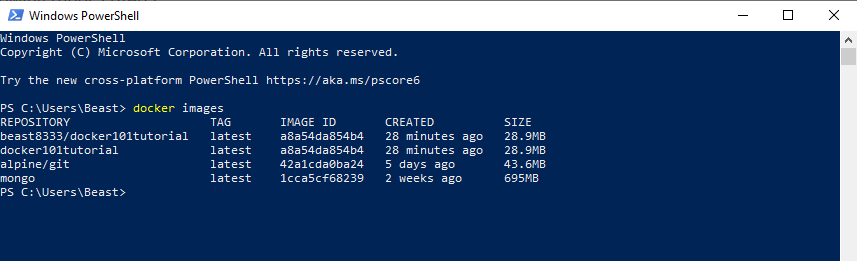 Windows PowerShell
Windows PowerShell
Copyright (C) Microsoft Corporation. All rights reserved.
Try the new cross-platform PowerShell https://aka.ms/pscore6
PS C:\Users\Beast> docker images
REPOSITORY TAG IMAGE ID CREATED SIZE
beast8333/docker101tutorial latest a8a54da854b4 28 minutes ago 28.9MB
docker101tutorial latest a8a54da854b4 28 minutes ago 28.9MB
alpine/git latest 42a1cda0ba24 5 days ago 43.6MB
mongo latest 1cca5cf68239 2 weeks ago 695MB
PS C:\Users\Beast>